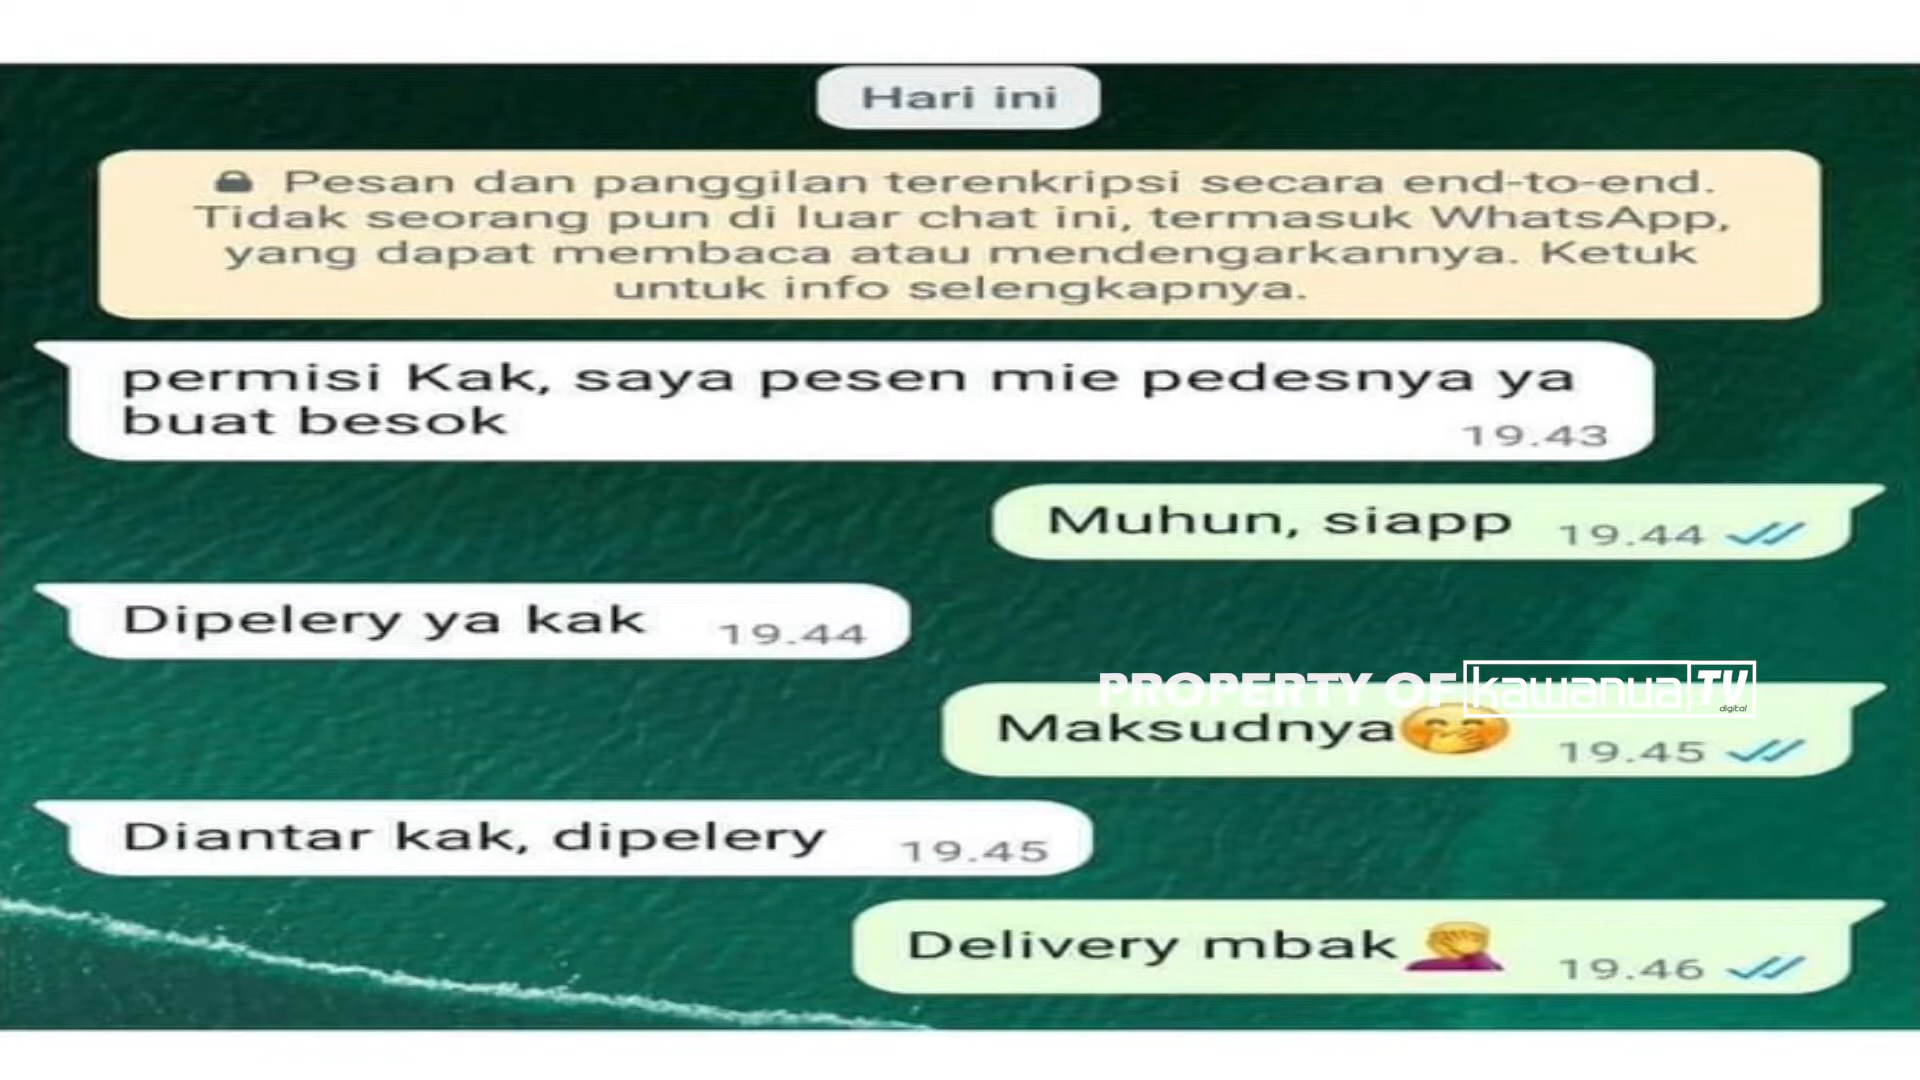 Hari ini
Pesan dan panggilan terenkripsi secara end-to-end.
Tidak seorang pun di luar chat ini, termasuk WhatsApp,
yang dapat membaca atau mendengarkannya. Ketuk
untuk info selengkapnya.
permisi Kak, saya pesen mie pedesnya ya
buat besok
19.43
Muhun, siapp 19.44
Dipelery ya kak 19.44
PROPERTY OF kawanua TV
digital
Maksudnya🤭 19.45
Diantar kak, dipelery 19.45
Delivery mbak🤦 19.46